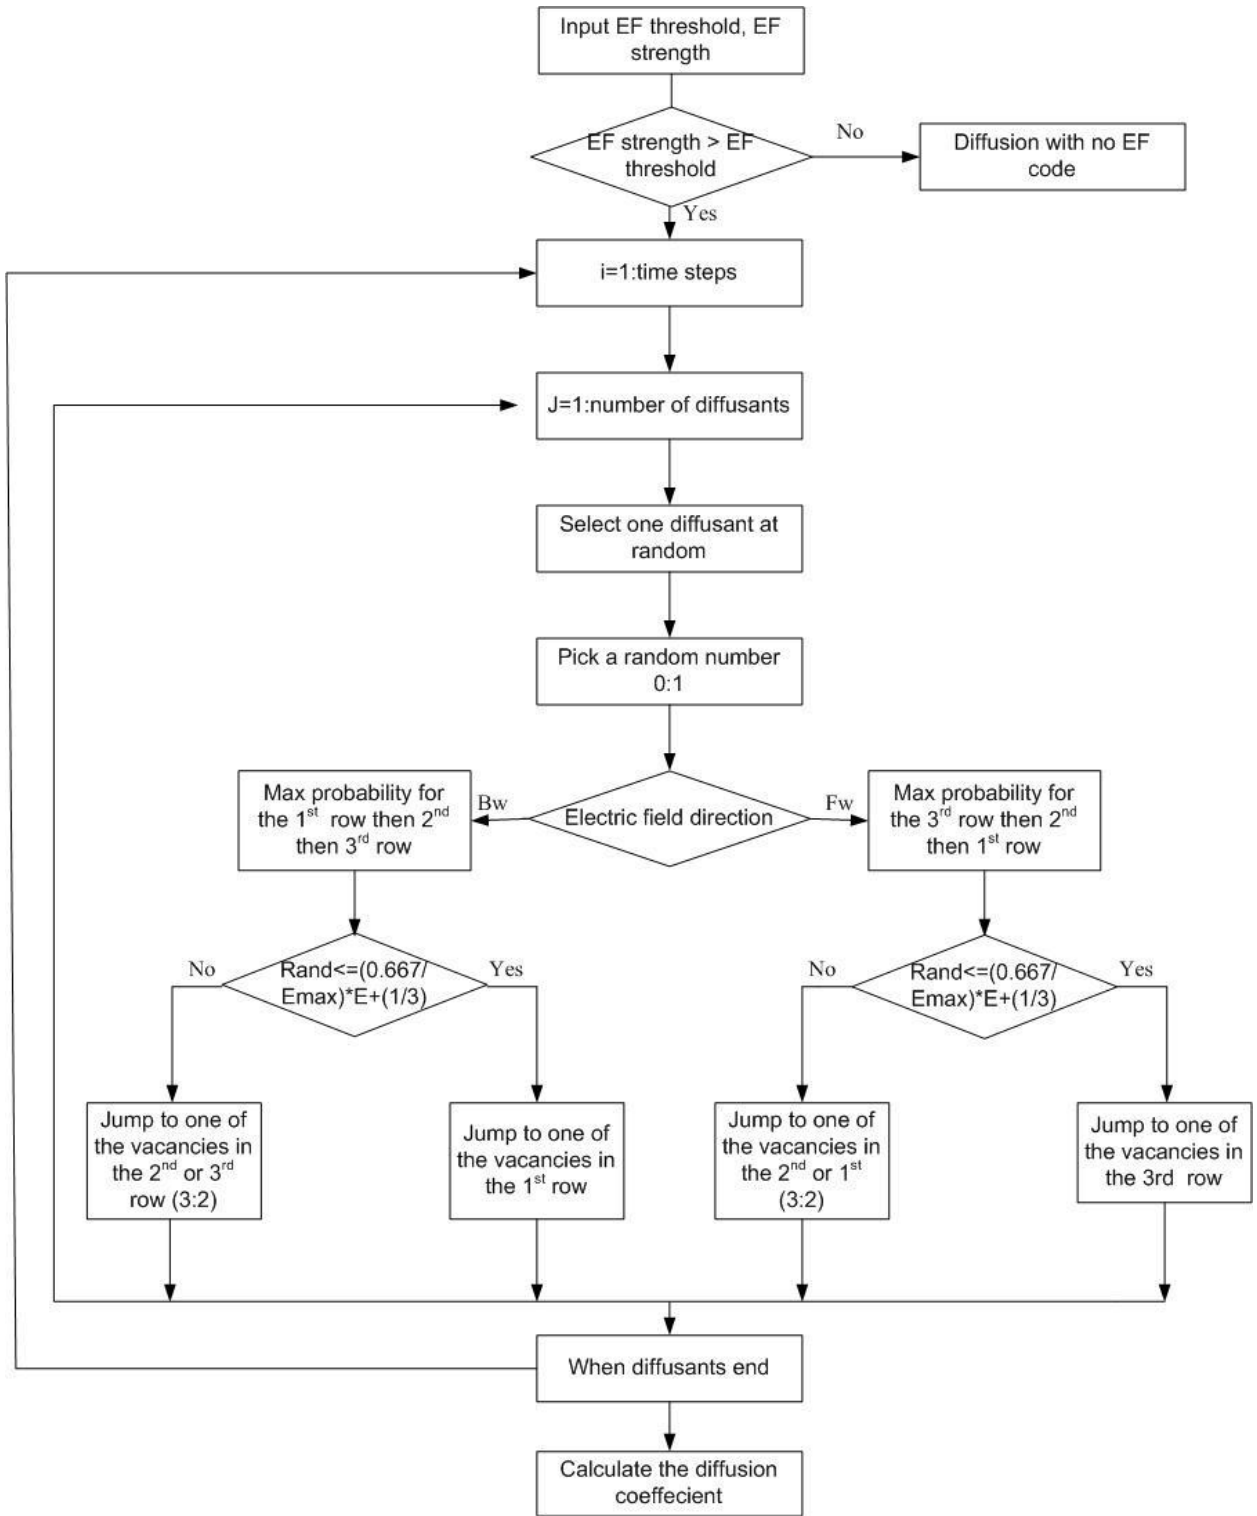 Input EF threshold, EF
strength
EF strength > EF
threshold
No
Diffusion with no EF
code
Yes
i=1:time steps
J=1:number of diffusants
Select one diffusant at
random
Pick a random number
0:1
Electric field direction
Bw
Fw
Max probability for
the 1st row then 2nd
then 3rd row
Max probability for
the 3rd row then 2nd
then 1st row
No
Rand<=(0.667/
Emax)*E+(1/3)
Yes
No
Rand<=(0.667/
Emax)*E+(1/3)
Yes
Jump to one of
the vacancies in
the 2nd or 3rd
row (3:2)
Jump to one of
the vacancies in
the 1st row
Jump to one of
the vacancies in
the 2nd or 1st
(3:2)
Jump to one of
the vacancies in
the 3rd row
When diffusants end
Calculate the diffusion
coeffecient